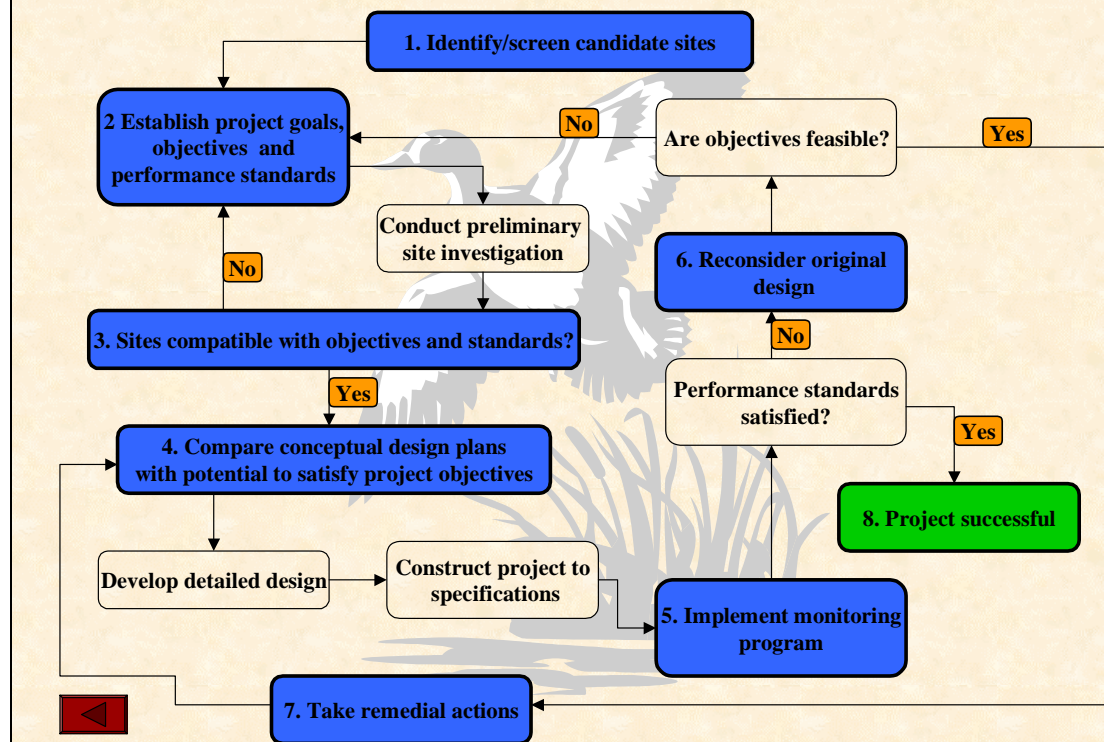 1. Identify/screen candidate sites
2 Establish project goals,
objectives and
performance standards
No
Are objectives feasible?
Yes
Conduct preliminary
site investigation
No
6. Reconsider original
design
3. Sites compatible with objectives and standards?
No
Yes
Performance standards
satisfied?
Yes
4. Compare conceptual design plans
with potential to satisfy project objectives
8. Project successful
Develop detailed design
Construct project to
specifications
5. Implement monitoring
program
7. Take remedial actions